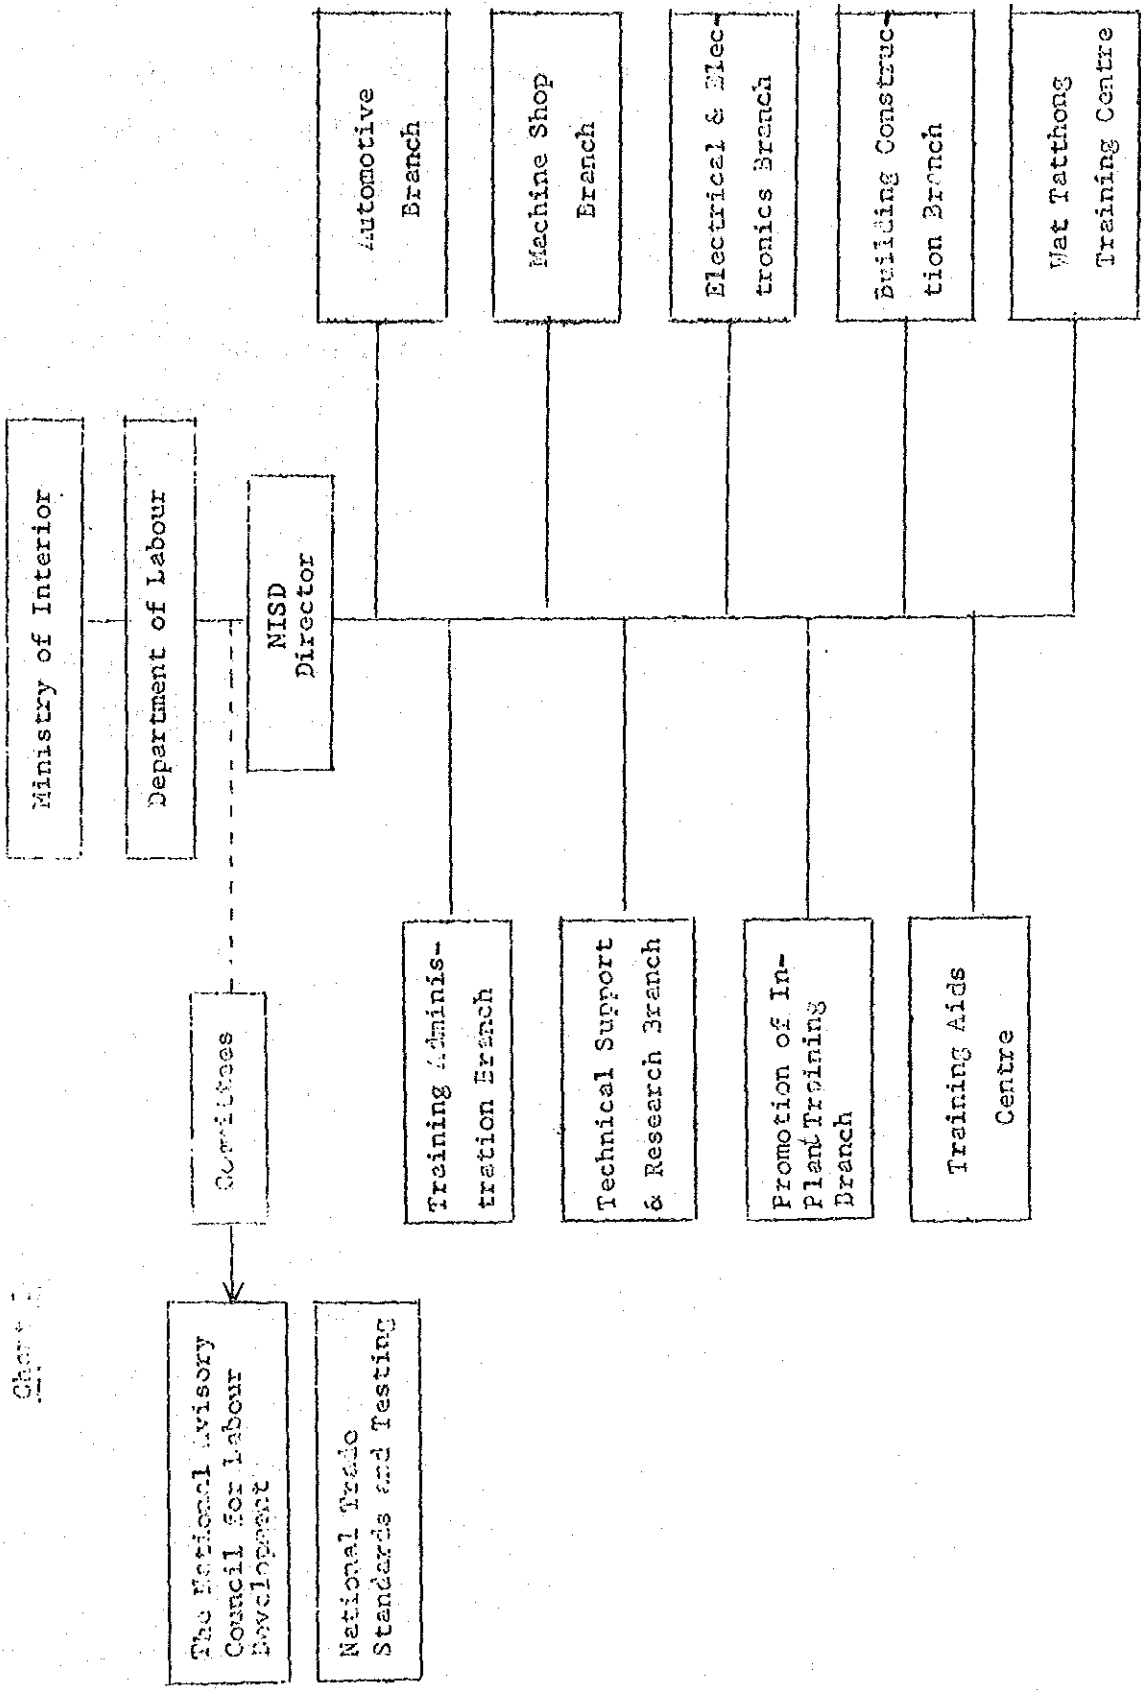 Chart
Ministry of Interior
Department of Labour
NISD
Director
Committees
The National Advisory
Council for Labour
Development
National Trade
Standards and Testing
Training Adminis-
tration Branch
Technical Support
& Research Branch
Promotion of In-
Plant Training
Branch
Training Aids
Centre
Automotive
Branch
Machine Shop
Branch
Electrical & Elec-
tronics Branch
Building Construc-
tion Branch
Wat Tatthong
Training Centre